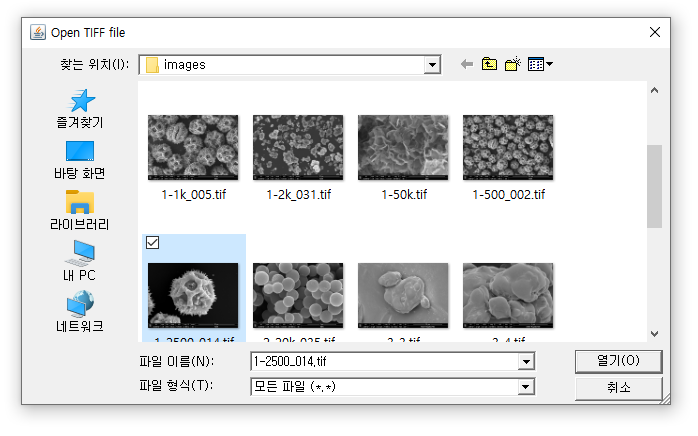 Open TIFF file
찾는 위치(I):
images
즐겨찾기
바탕 화면
라이브러리
내 PC
네트워크
1-1k_005.tif
1-2k_031.tif
1-50k.tif
1-500_002.tif
1-2500_014.tif
2-20k_035.tif
3-3.tif
3-4.tif
파일 이름(N):
1-2500_014.tif
열기(O)
파일 형식(T):
모든 파일 (*.*)
취소